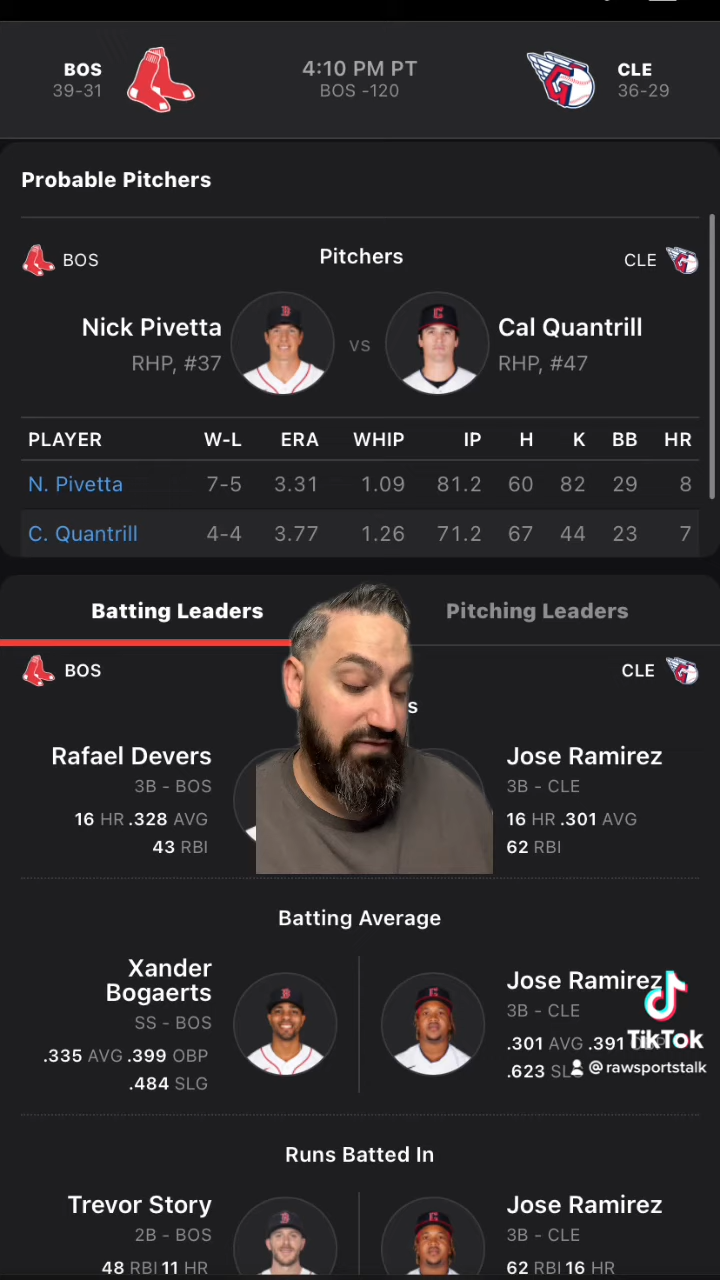 BOS
39-31
4:10 PM PT
BOS -120
CLE
36-29
Probable Pitchers
BOS
Pitchers
CLE
Nick Pivetta
RHP, #37
VS
Cal Quantrill
RHP, #47
PLAYER W-L ERA WHIP IP H K BB HR
N. Pivetta 7-5 3.31 1.09 81.2 60 82 29 8
C. Quantrill 4-4 3.77 1.26 71.2 67 44 23 7
Batting Leaders
Pitching Leaders
BOS
CLE
Rafael Devers
3B - BOS
16 HR .328 AVG
43 RBI
Jose Ramirez
3B - CLE
16 HR .301 AVG
62 RBI
Batting Average
Xander
Bogaerts
SS - BOS
.335 AVG .399 OBP
.484 SLG
Jose Ramirez
3B - CLE
.301 AVG .391
.623
TikTok
@rawsportstalk
Runs Batted In
Trevor Story
2B - BOS
48 RBI 11 HR
Jose Ramirez
3B - CLE
62 RBI 16 HR